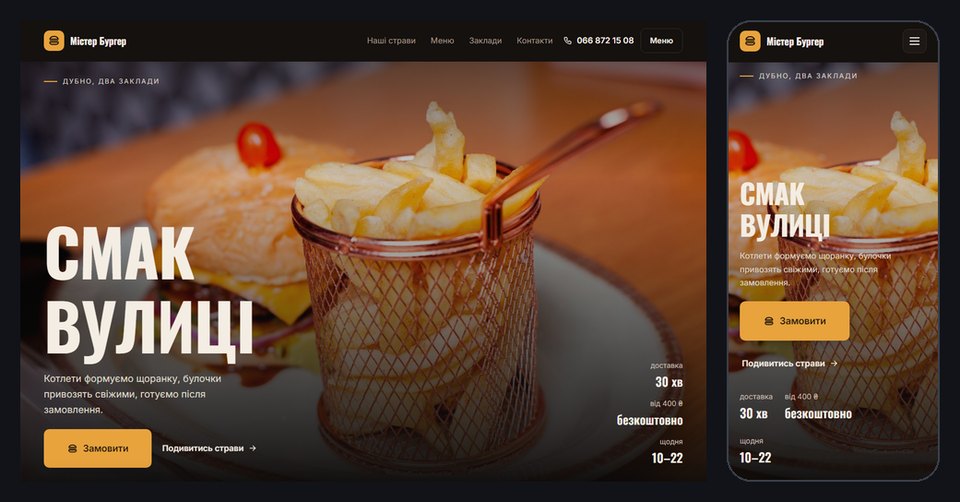 Містер Бургер
Наші страви Меню Заклади Контакти 066 872 15 08 Меню
ДУБНО, ДВА ЗАКЛАДИ
СМАК
ВУЛИЦІ
Котлети формуємо щоранку, булочки
привозять свіжими, готуємо після
замовлення.
Замовити
Подивитись страви →
доставка
30 хв
від 400 ₴
безкоштовно
щодня
10–22
Містер Бургер
ДУБНО, ДВА ЗАКЛАДИ
СМАК
ВУЛИЦІ
Котлети формуємо щоранку, булочки
привозять свіжими, готуємо після
замовлення.
Замовити
Подивитись страви →
доставка від 400 ₴
30 хв безкоштовно
щодня
10–22